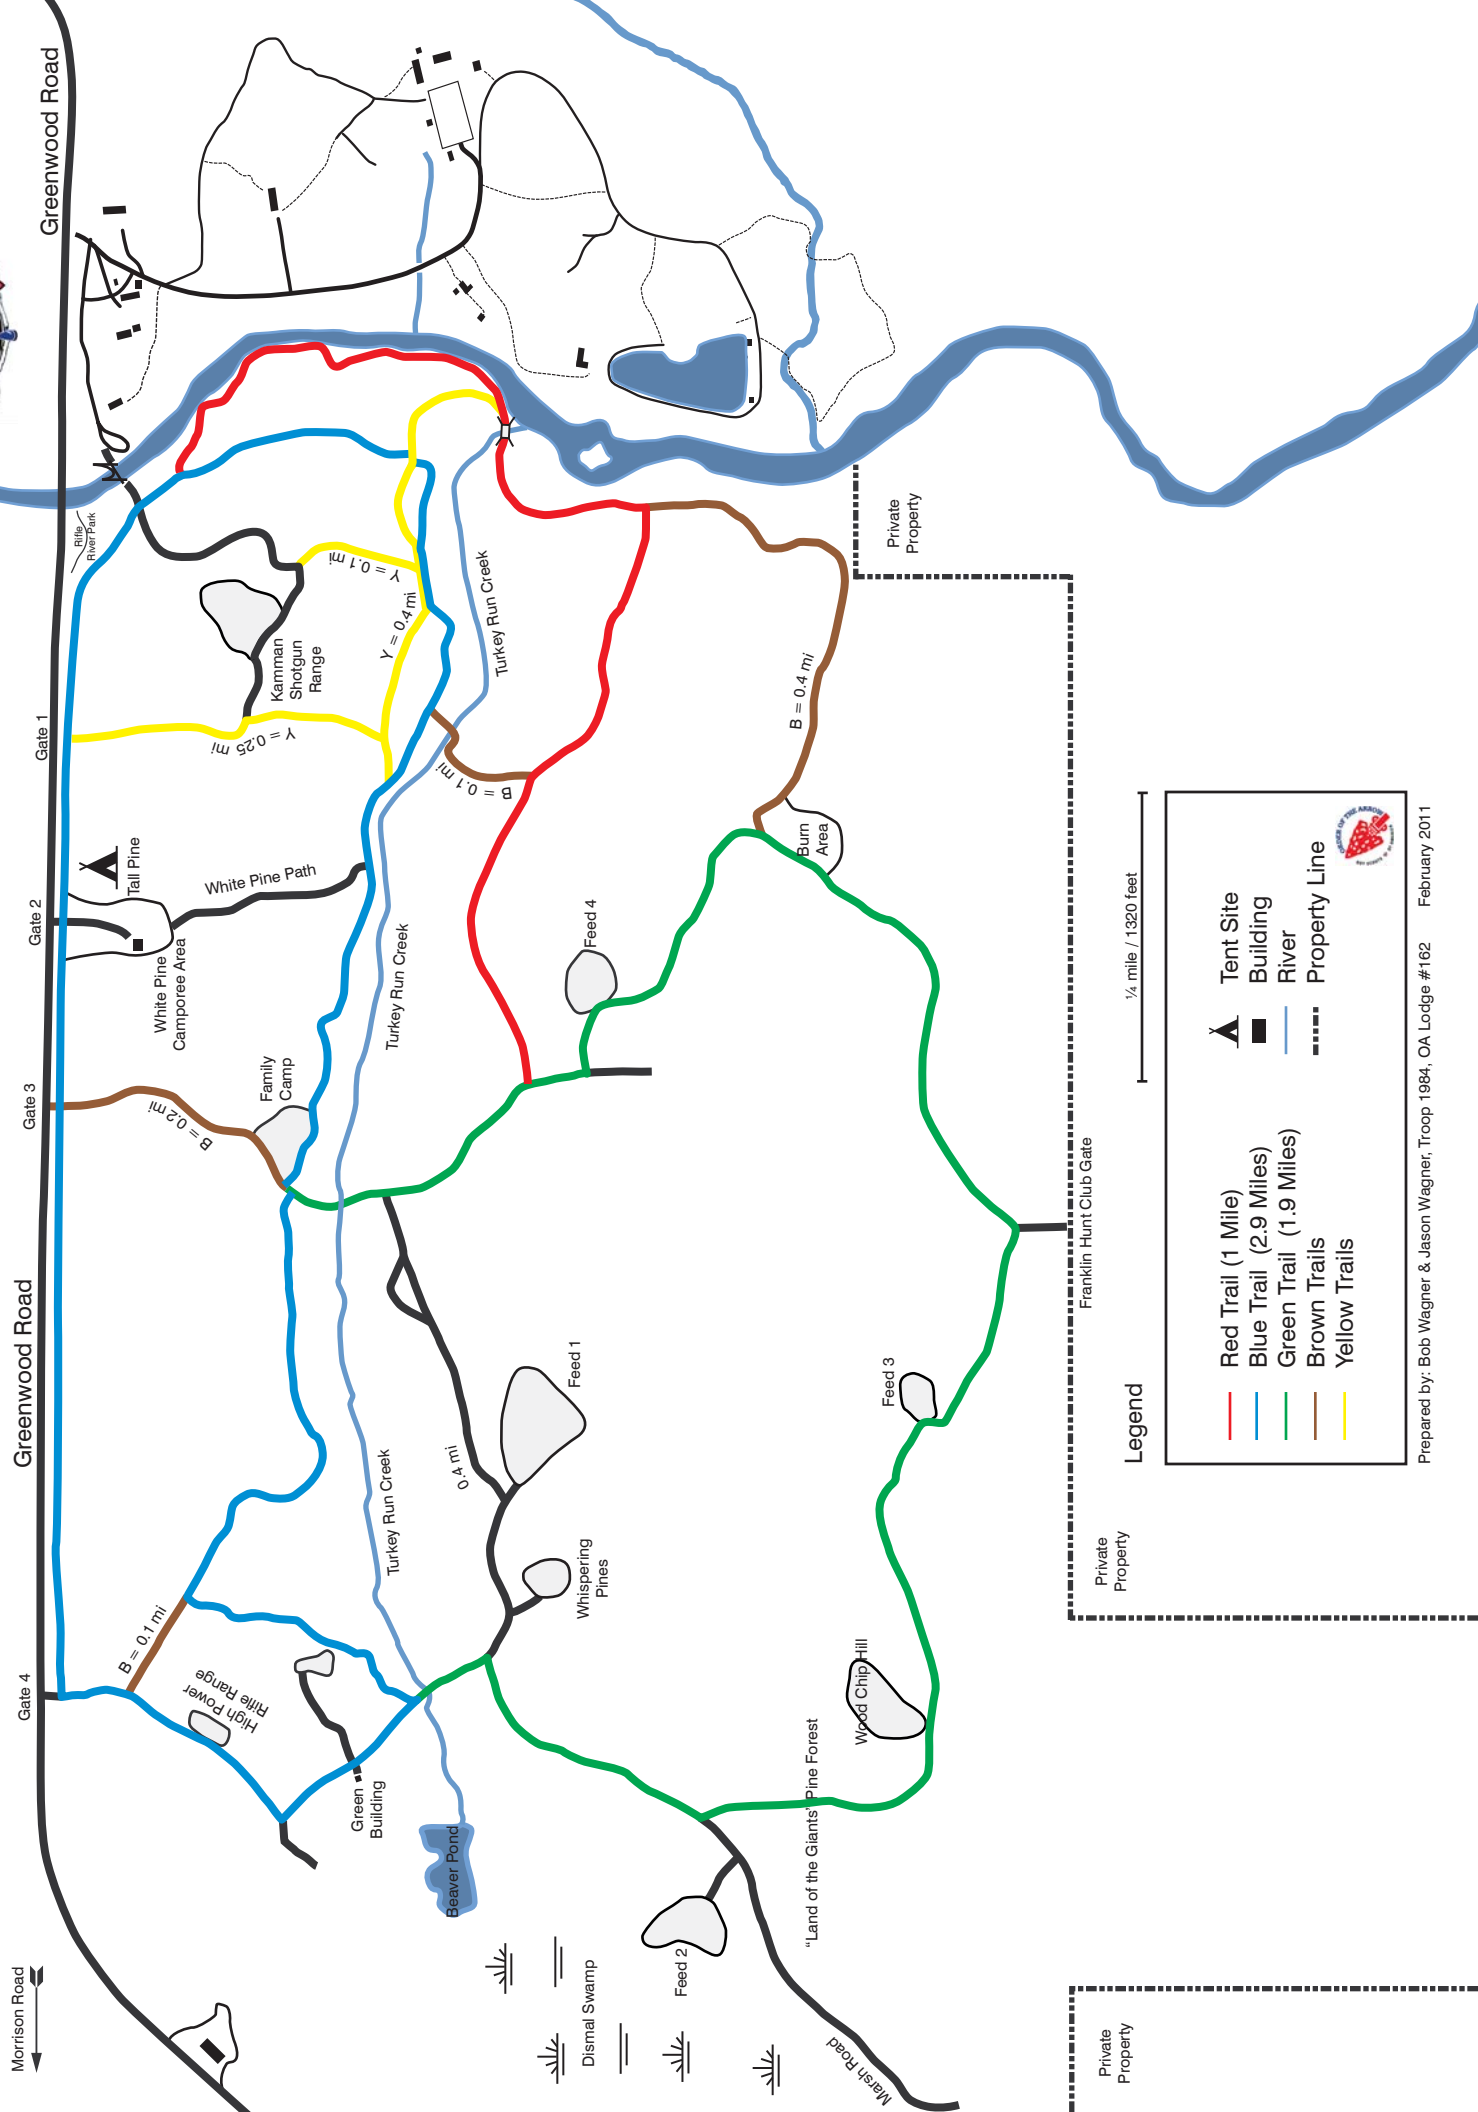 Morrison Road
Greenwood Road
Greenwood Road
Gate 4
Gate 3
Gate 2
Gate 1
Rifle
River Park
B = 0.1 mi
High Power
Rifle Range
Green
Building
Beaver Pond
B = 0.2 mi
Family
Camp
White Pine
Camporee Area
Tall Pine
White Pine Path
Y = 0.25 mi
Kamman
Shotgun
Range
Y = 0.1 mi
Y = 0.4 mi
B = 0.1 mi
Turkey Run Creek
Turkey Run Creek
Turkey Run Creek
0.4 mi
Feed 1
Whispering
Pines
Feed 4
Dismal Swamp
Feed 2
Marsh Road
"Land of the Giants" Pine Forest
Wood Chip Hill
Feed 3
Burn
Area
B = 0.4 mi
Private
Property
Private
Property
Private
Property
Franklin Hunt Club Gate
Legend
¼ mile / 1320 feet
Red Trail (1 Mile)
Blue Trail (2.9 Miles)
Green Trail (1.9 Miles)
Brown Trails
Yellow Trails
Tent Site
Building
River
Property Line
ORDER OF THE ARROW
Prepared by: Bob Wagner & Jason Wagner, Troop 1984, OA Lodge #162
February 2011